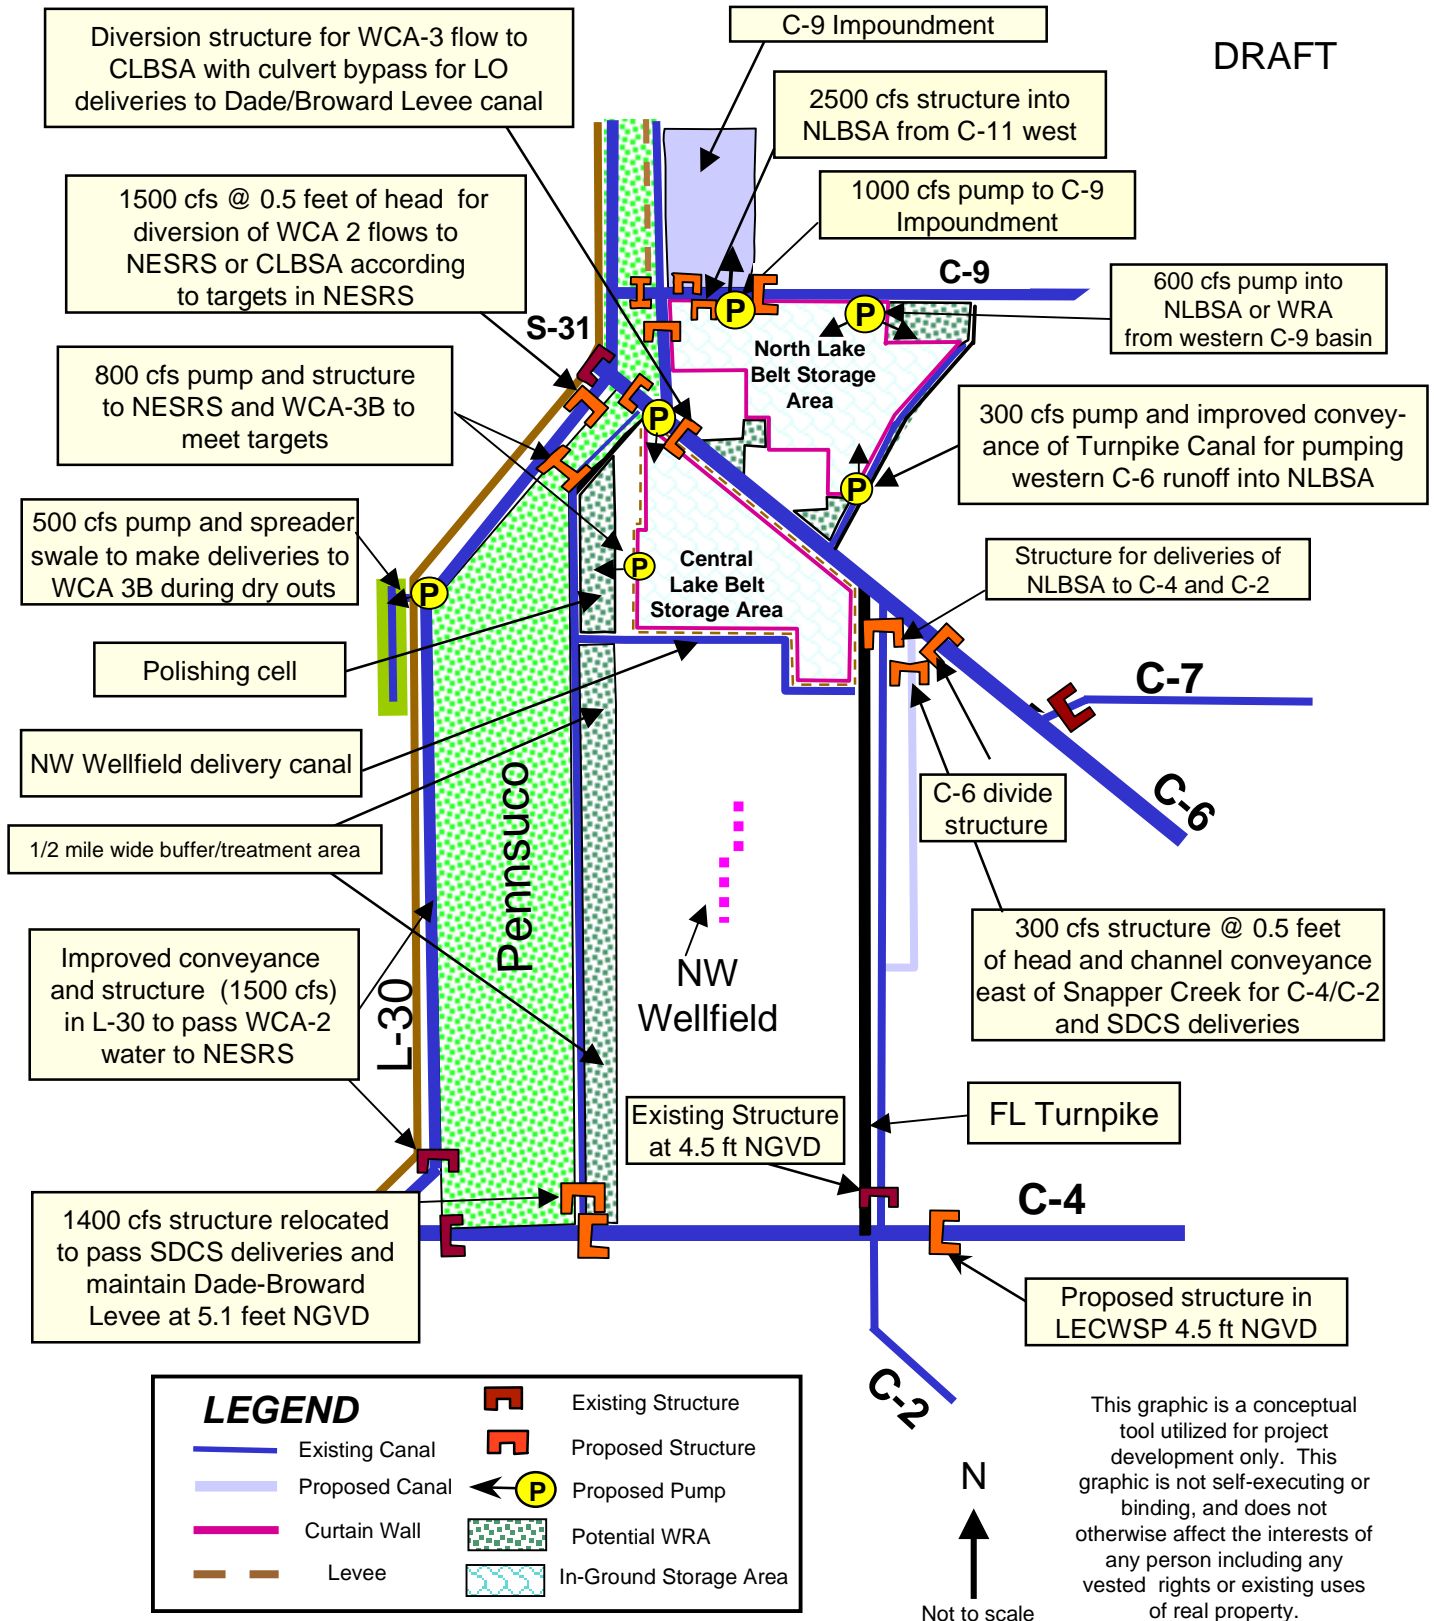 C-9 Impoundment
DRAFT
Diversion structure for WCA-3 flow to
CLBSA with culvert bypass for LO
deliveries to Dade/Broward Levee canal
2500 cfs structure into
NLBSA from C-11 west
1500 cfs @ 0.5 feet of head for
diversion of WCA 2 flows to
NESRS or CLBSA according
to targets in NESRS
1000 cfs pump to C-9
Impoundment
C-9
600 cfs pump into
NLBSA or WRA
from western C-9 basin
S-31
P
P
North Lake
Belt Storage
Area
800 cfs pump and structure
to NESRS and WCA-3B to
meet targets
P
300 cfs pump and improved convey-
ance of Turnpike Canal for pumping
western C-6 runoff into NLBSA
P
500 cfs pump and spreader
swale to make deliveries to
WCA 3B during dry outs
P
P
Central
Lake Belt
Storage Area
Structure for deliveries of
NLBSA to C-4 and C-2
Polishing cell
C-7
NW Wellfield delivery canal
Pennsuco
C-6 divide
structure
C-6
1/2 mile wide buffer/treatment area
NW
Wellfield
300 cfs structure @ 0.5 feet
of head and channel conveyance
east of Snapper Creek for C-4/C-2
and SDCS deliveries
Improved conveyance
and structure (1500 cfs)
in L-30 to pass WCA-2
water to NESRS
L-30
Existing Structure
at 4.5 ft NGVD
FL Turnpike
1400 cfs structure relocated
to pass SDCS deliveries and
maintain Dade-Broward
Levee at 5.1 feet NGVD
C-4
Proposed structure in
LECWSP 4.5 ft NGVD
C-2
LEGEND
Existing Canal
Proposed Canal
Curtain Wall
Levee
Existing Structure
Proposed Structure
P
Proposed Pump
Potential WRA
In-Ground Storage Area
N
Not to scale
This graphic is a conceptual
tool utilized for project
development only. This
graphic is not self-executing or
binding, and does not
otherwise affect the interests of
any person including any
vested rights or existing uses
of real property.